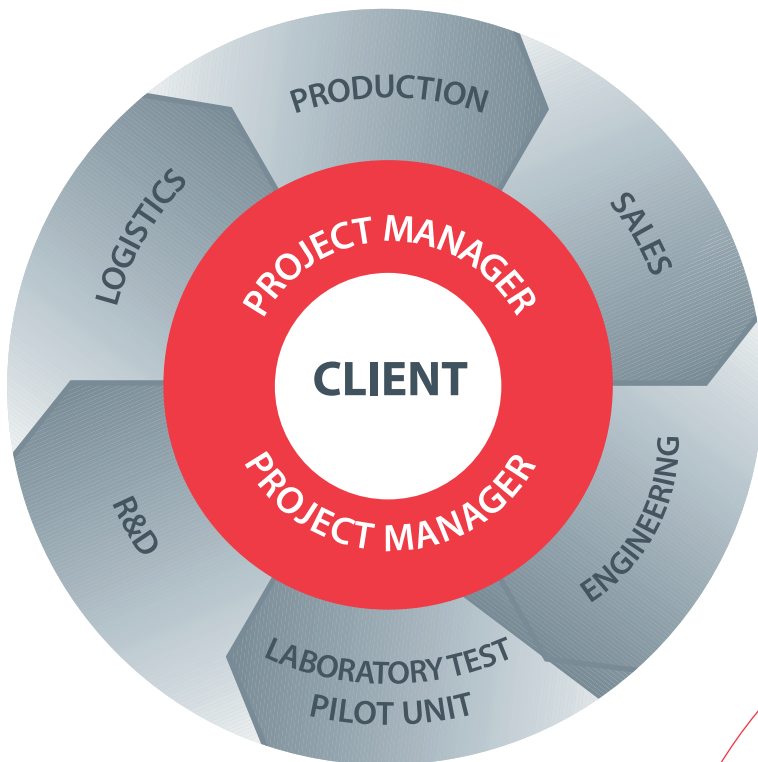 PRODUCTION
SALES
ENGINEERING
LABORATORY TEST
PILOT UNIT
R&D
LOGISTICS
PROJECT MANAGER
CLIENT
PROJECT MANAGER